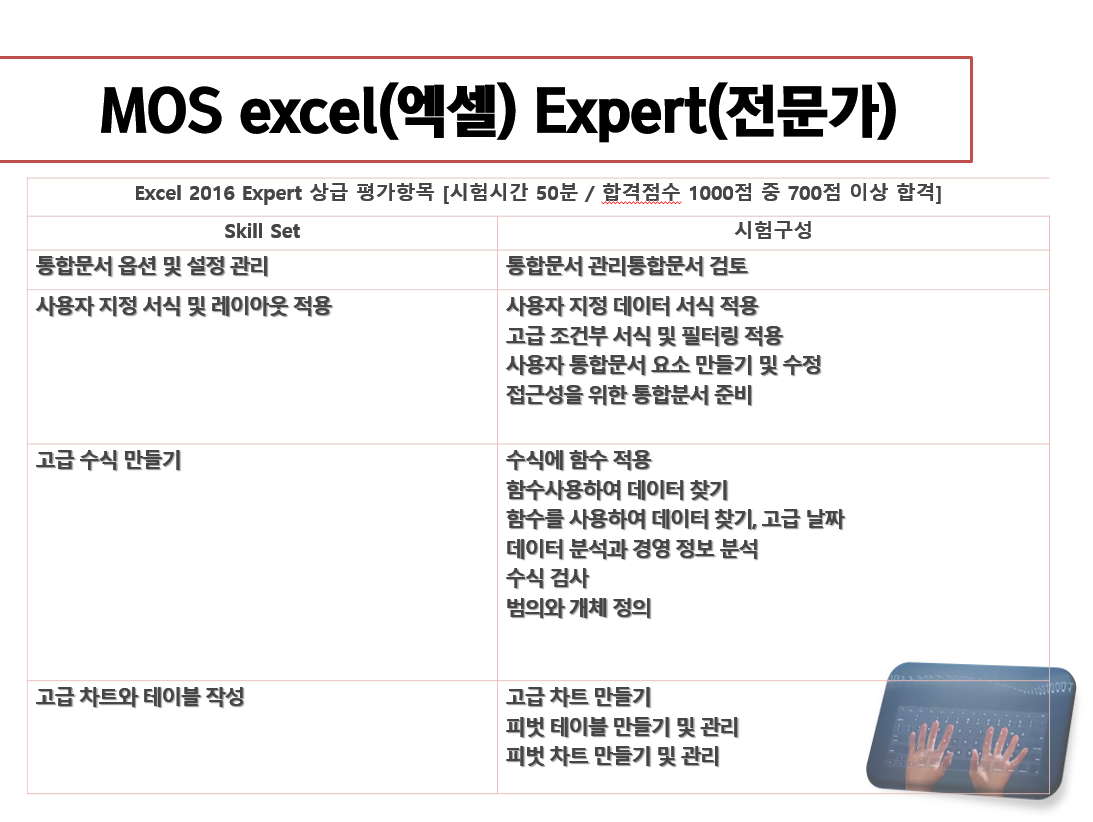 MOS excel(엑셀) Expert(전문가)
Excel 2016 Expert 상급 평가항목 [시험시간 50분 / 합격점수 1000점 중 700점 이상 합격]
Skill Set
시험구성
통합문서 옵션 및 설정 관리
통합문서 관리통합문서 검토
사용자 지정 서식 및 레이아웃 적용
사용자 지정 데이터 서식 적용
고급 조건부 서식 및 필터링 적용
사용자 통합문서 요소 만들기 및 수정
접근성을 위한 통합분서 준비
고급 수식 만들기
수식에 함수 적용
함수사용하여 데이터 찾기
함수를 사용하여 데이터 찾기, 고급 날짜
데이터 분석과 경영 정보 분석
수식 검사
범의와 개체 정의
고급 차트와 테이블 작성
고급 차트 만들기
피벗 테이블 만들기 및 관리
피벗 차트 만들기 및 관리